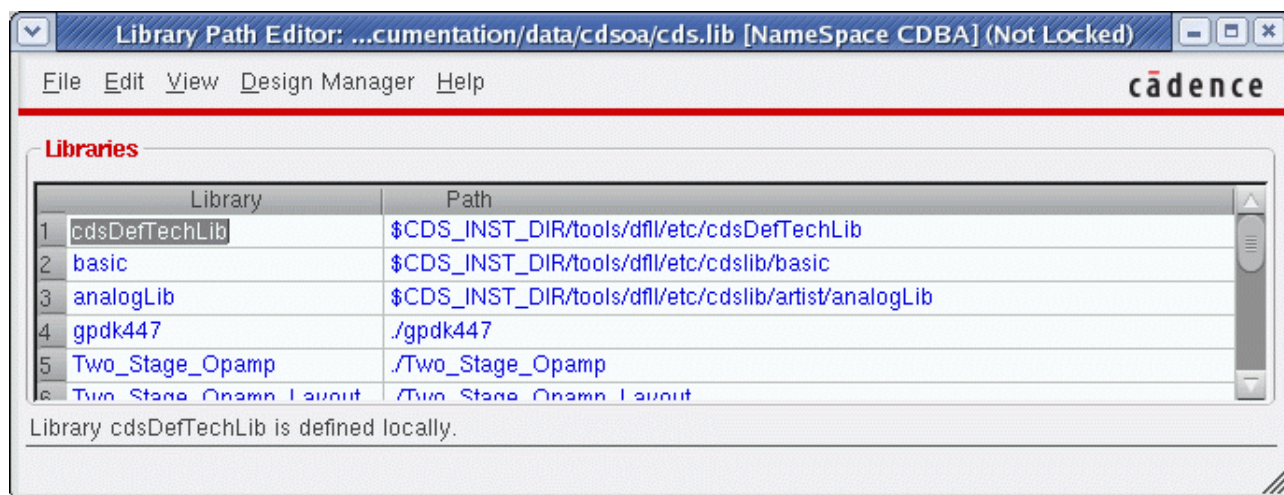 Library Path Editor: ...cumentation/data/cdsoa/cds.lib [NameSpace CDBA] (Not Locked)
File Edit View Design Manager Help cādence
Libraries
Library Path
1 cdsDefTechLib $CDS_INST_DIR/tools/dfII/etc/cdsDefTechLib
2 basic $CDS_INST_DIR/tools/dfII/etc/cdslib/basic
3 analogLib $CDS_INST_DIR/tools/dfII/etc/cdslib/artist/analogLib
4 gpdk447 ./gpdk447
5 Two_Stage_Opamp ./Two_Stage_Opamp
6 Two_Stage_Opamp_Layout ./Two_Stage_Opamp_Layout
Library cdsDefTechLib is defined locally.